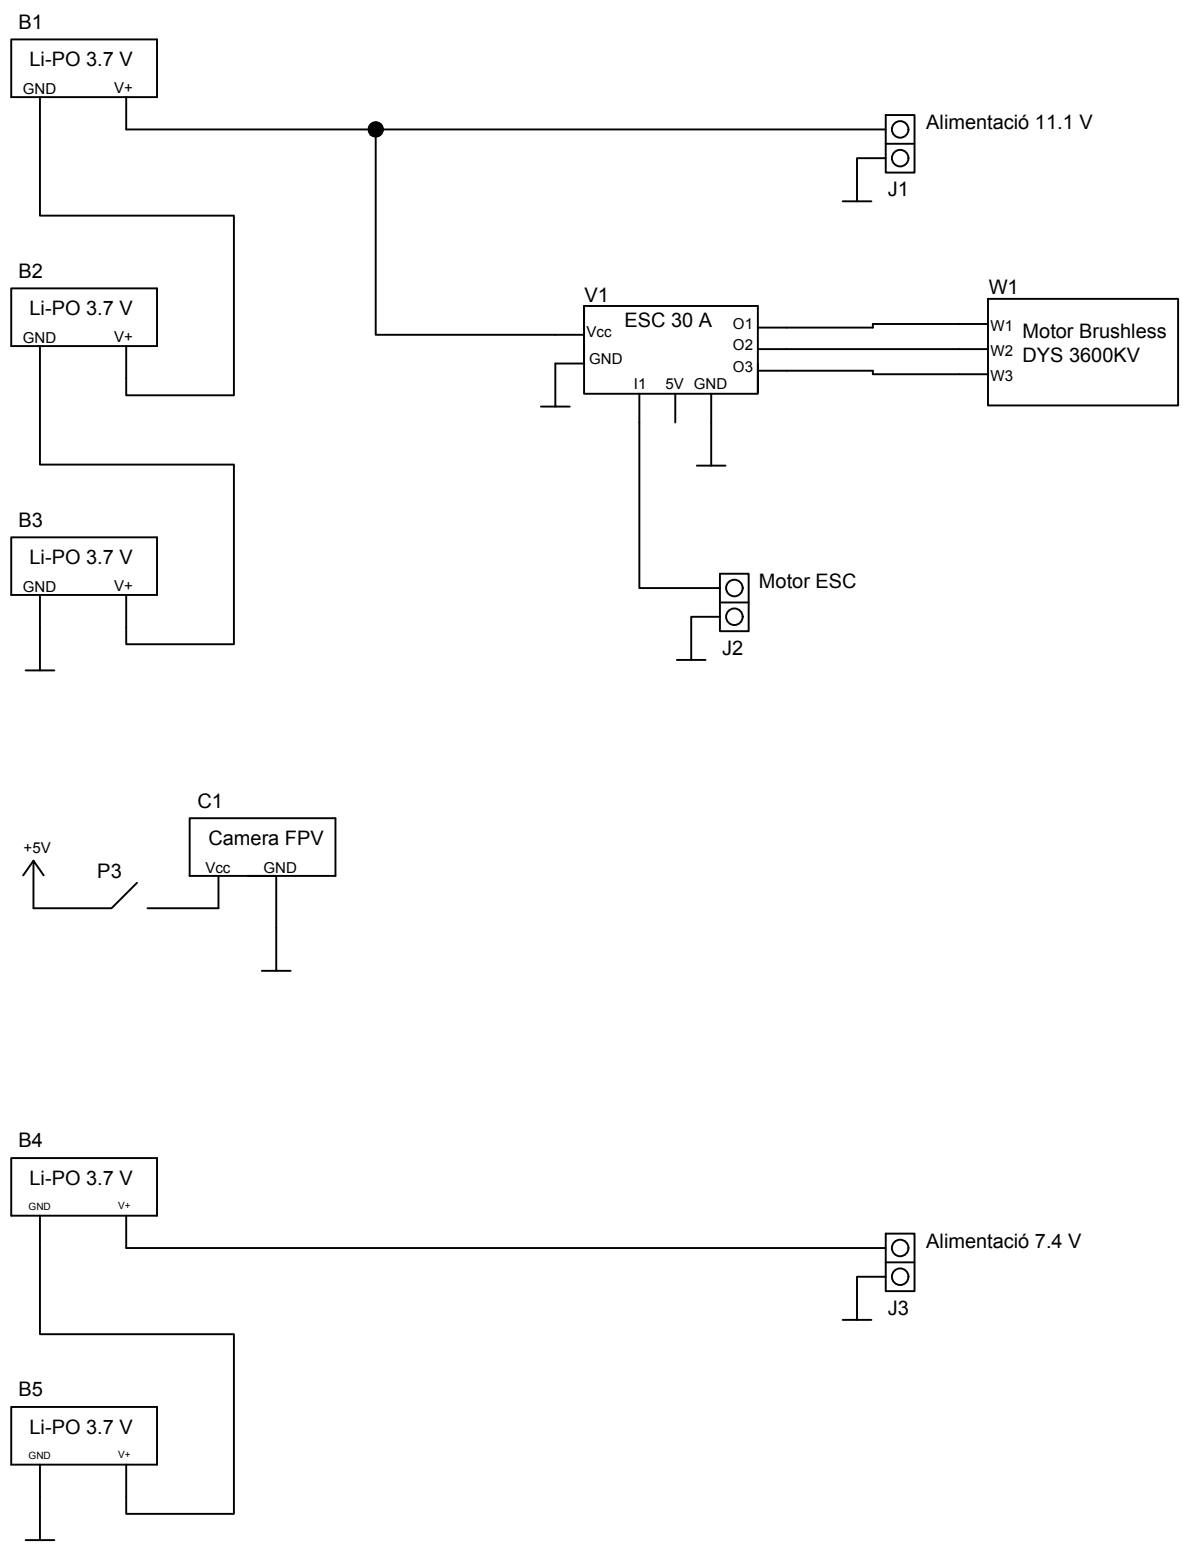 B1
Li-PO 3.7 V
GND V+
Alimentació 11.1 V
J1
B2
Li-PO 3.7 V
GND V+
V1
ESC 30 A
Vcc
GND
O1
O2
O3
I1 5V GND
W1
W1
W2
W3
Motor Brushless
DYS 3600KV
B3
Li-PO 3.7 V
GND V+
Motor ESC
J2
C1
Camera FPV
Vcc GND
+5V
P3
B4
Li-PO 3.7 V
GND V+
Alimentació 7.4 V
J3
B5
Li-PO 3.7 V
GND V+